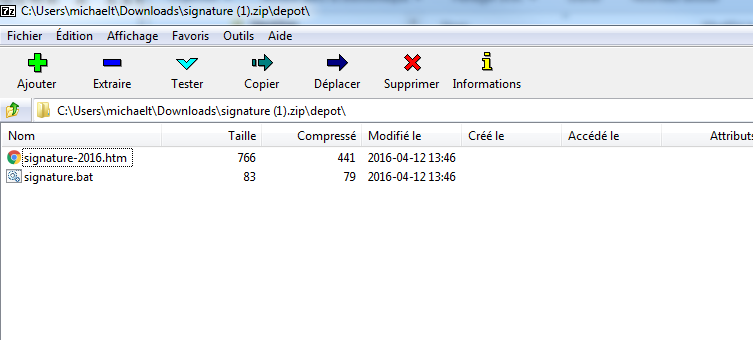 7z C:\Users\michaelt\Downloads\signature (1).zip\depot\
Fichier Édition Affichage Favoris Outils Aide
Ajouter Extraire Tester Copier Déplacer Supprimer Informations
C:\Users\michaelt\Downloads\signature (1).zip\depot\
Nom Taille Compressé Modifié le Créé le Accédé le Attributs
signature-2016.htm 766 441 2016-04-12 13:46
signature.bat 83 79 2016-04-12 13:46